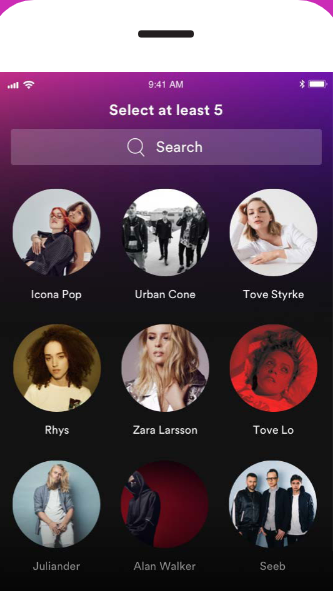 9:41 AM
Select at least 5
Search
Icona Pop
Urban Cone
Tove Styrke
Rhys
Zara Larsson
Tove Lo
Juliander
Alan Walker
Seeb